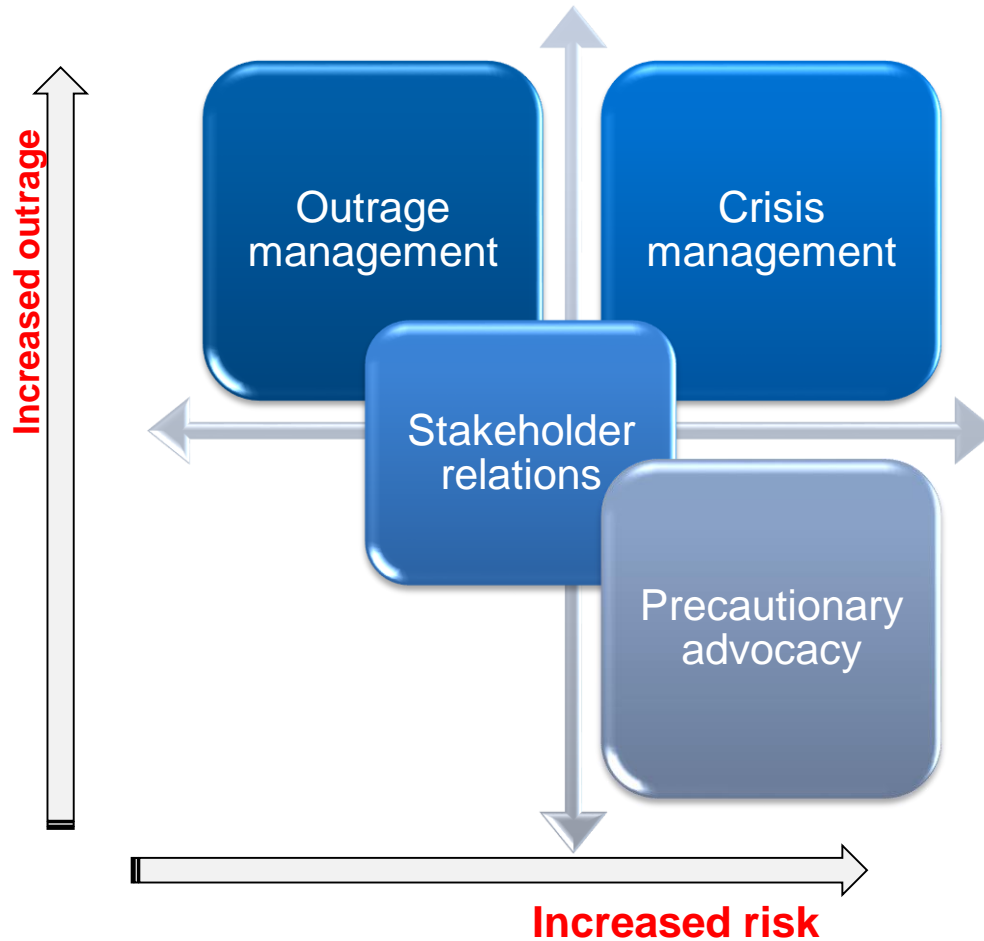 Increased outrage
Outrage
management
Crisis
management
Stakeholder
relations
Precautionary
advocacy
Increased risk